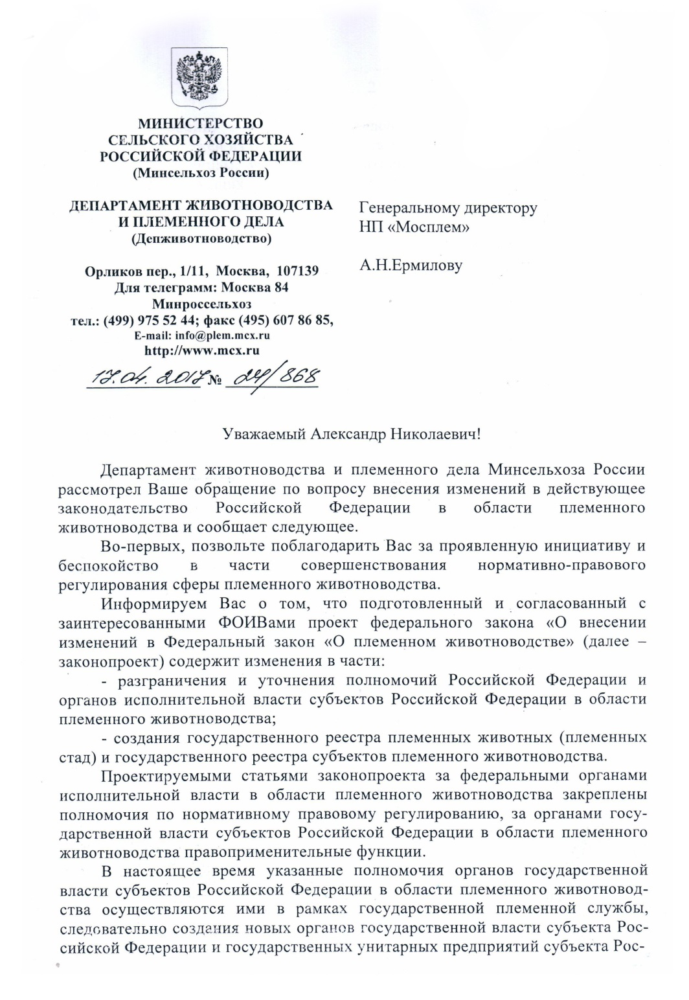 МИНИСТЕРСТВО
СЕЛЬСКОГО ХОЗЯЙСТВА
РОССИЙСКОЙ ФЕДЕРАЦИИ
(Минсельхоз России)
ДЕПАРТАМЕНТ ЖИВОТНОВОДСТВА
И ПЛЕМЕННОГО ДЕЛА
(Депживотноводство)
Орликов пер., 1/11, Москва, 107139
Для телеграмм: Москва 84
Минроссельхоз
тел.: (499) 975 52 44; факс (495) 607 86 85,
E-mail: info@plem.mcx.ru
http://www.mcx.ru
17.04.2017 № 24/868
Генеральному директору
НП «Мосплем»
А.Н.Ермилову
Уважаемый Александр Николаевич!
Департамент животноводства и племенного дела Минсельхоза России
рассмотрел Ваше обращение по вопросу внесения изменений в действующее
законодательство Российской Федерации в области племенного
животноводства и сообщает следующее.
Во-первых, позвольте поблагодарить Вас за проявленную инициативу и
беспокойство в части совершенствования нормативно-правового
регулирования сферы племенного животноводства.
Информируем Вас о том, что подготовленный и согласованный с
заинтересованными ФОИВами проект федерального закона «О внесении
изменений в Федеральный закон «О племенном животноводстве» (далее –
законопроект) содержит изменения в части:
- разграничения и уточнения полномочий Российской Федерации и
органов исполнительной власти субъектов Российской Федерации в области
племенного животноводства;
- создания государственного реестра племенных животных (племенных
стад) и государственного реестра субъектов племенного животноводства.
Проектируемыми статьями законопроекта за федеральными органами
исполнительной власти в области племенного животноводства закреплены
полномочия по нормативному правовому регулированию, за органами госу-
дарственной власти субъектов Российской Федерации в области племенного
животноводства правоприменительные функции.
В настоящее время указанные полномочия органов государственной
власти субъектов Российской Федерации в области племенного животновод-
ства осуществляются ими в рамках государственной племенной службы,
следовательно создания новых органов государственной власти субъекта Рос-
сийской Федерации и государственных унитарных предприятий субъекта Рос-